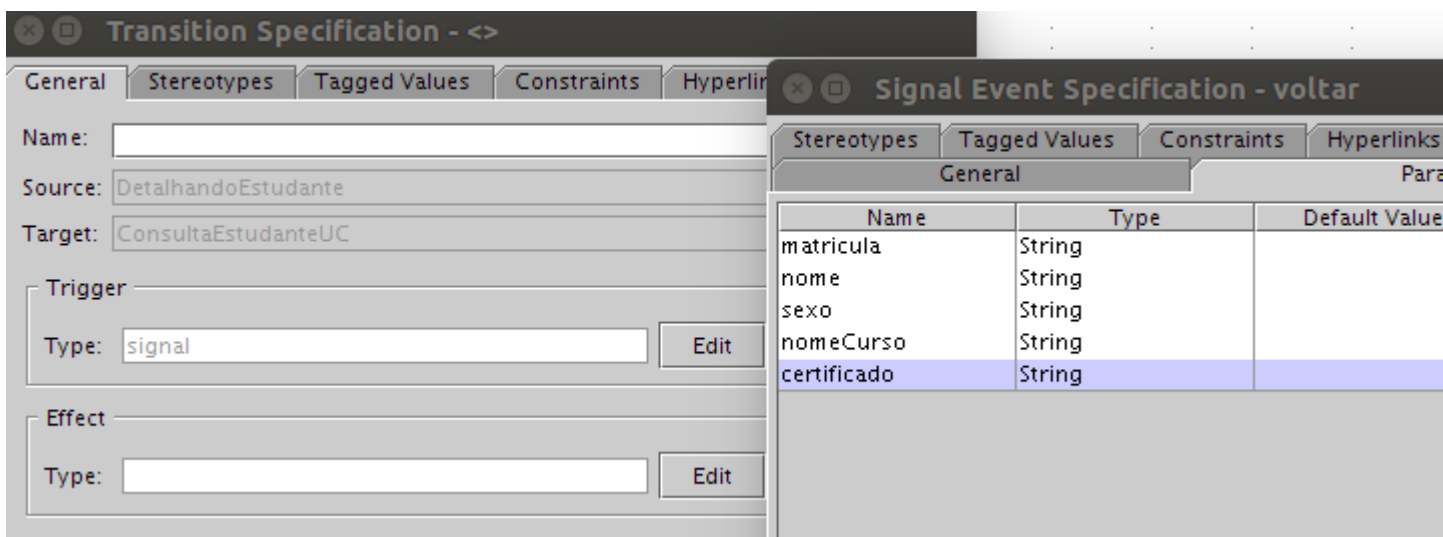 Transition Specification - <>
General Stereotypes Tagged Values Constraints
Name:
Source: DetalhandoEstudante
Target: ConsultaEstudanteUC
Trigger
Type: signal Edit
Effect
Type: Edit
Signal Event Specification - voltar
Stereotypes Tagged Values Constraints Hyperlinks
General
Name Type Default Value
matricula String
nome String
sexo String
nomeCurso String
certificado String